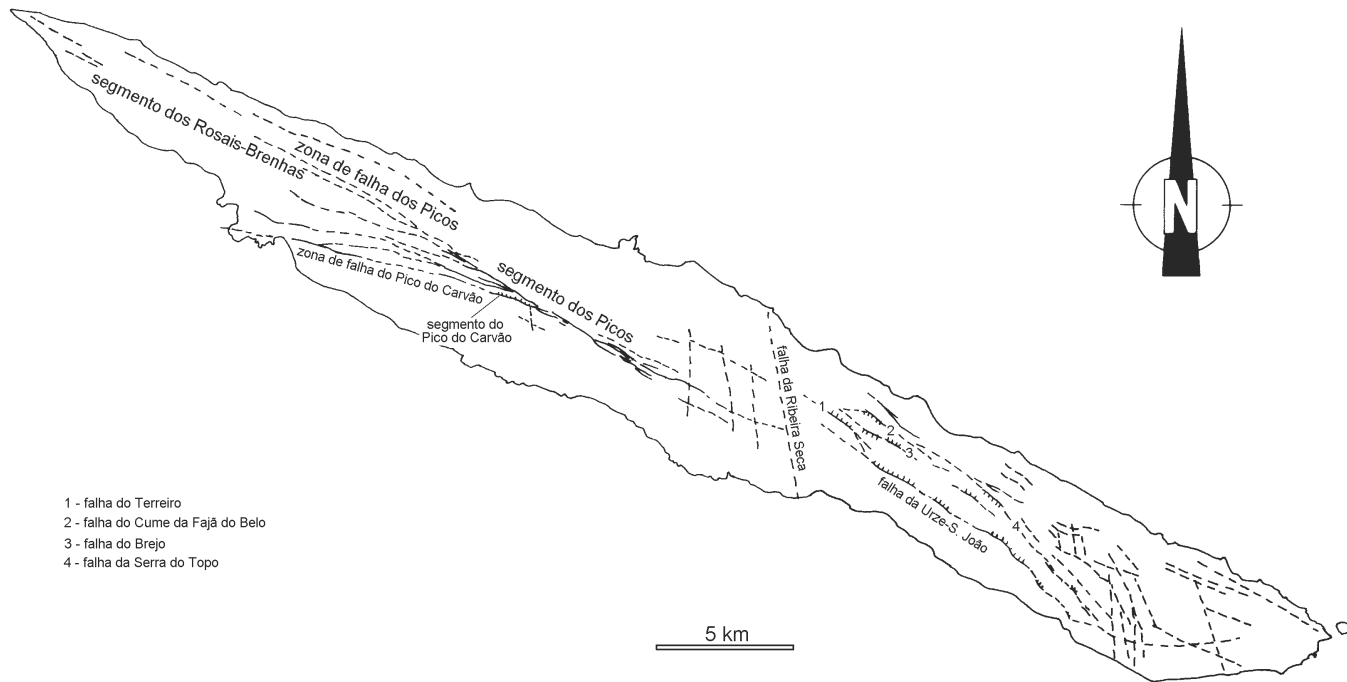 segmento dos Rosais-Brenhas
zona de falha dos Picos
N
zona de falha do Pico do Carvão
segmento dos Picos
segmento do
Pico do Carvão
falha da Ribeira Seca
1
2
3
falha da Urze-S. João
4
1 - falha do Terreiro
2 - falha do Cume da Fajã do Belo
3 - falha do Brejo
4 - falha da Serra do Topo
5 km